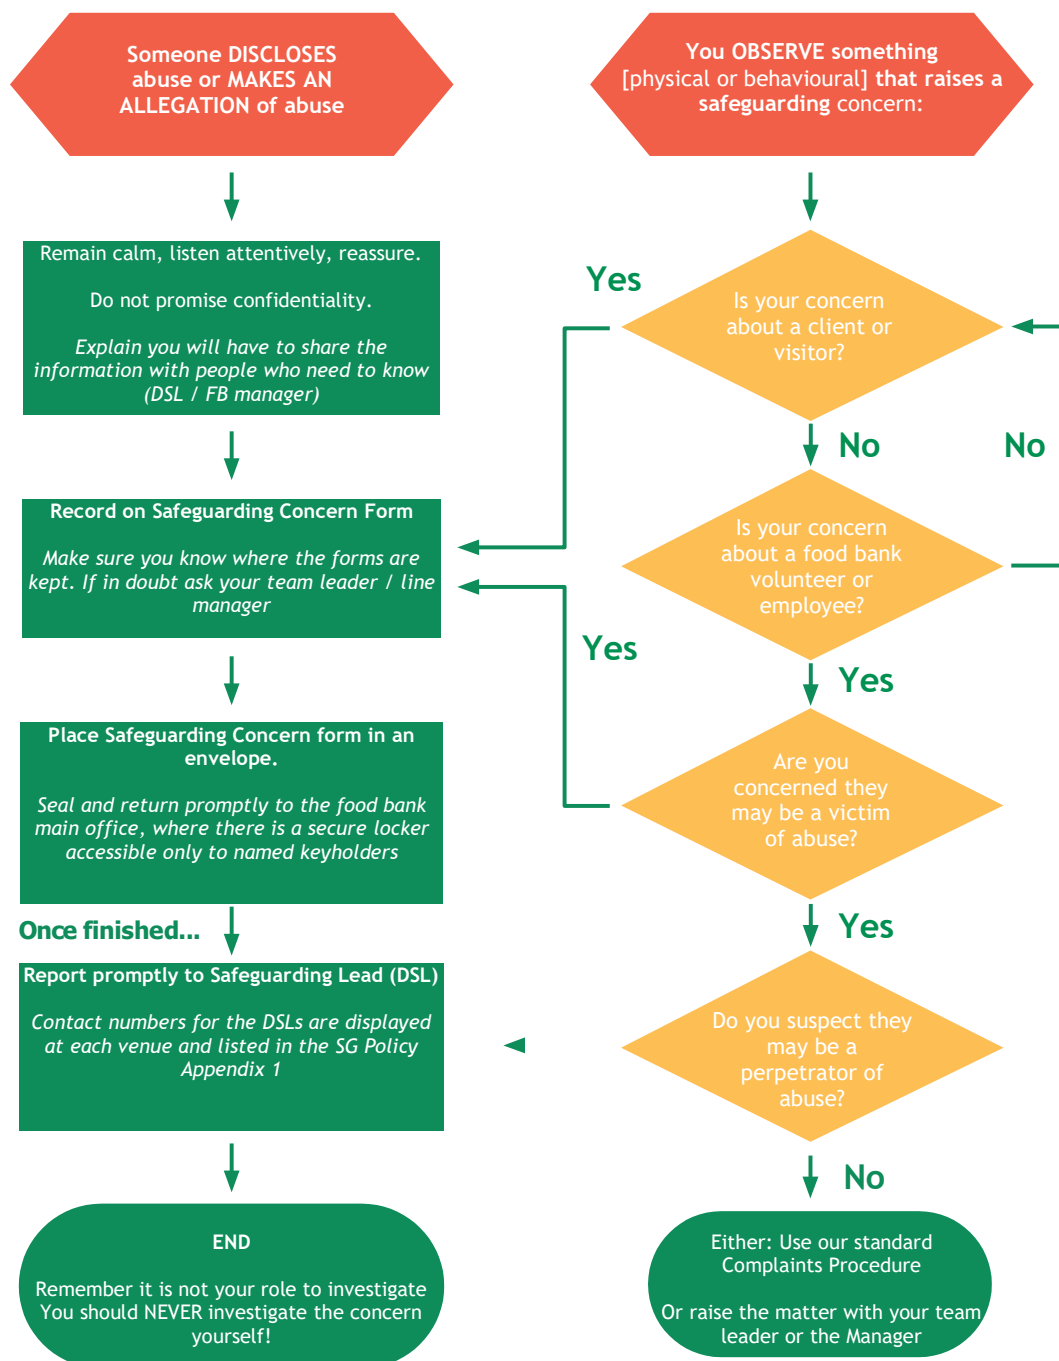 Someone DISCLOSES
abuse or MAKES AN
ALLEGATION of abuse
Remain calm, listen attentively, reassure.
Do not promise confidentiality.
Explain you will have to share the
information with people who need to know
(DSL / FB manager)
Record on Safeguarding Concern Form
Make sure you know where the forms are
kept. If in doubt ask your team leader / line
manager
Place Safeguarding Concern form in an
envelope.
Seal and return promptly to the food bank
main office, where there is a secure locker
accessible only to named keyholders
Once finished...
Report promptly to Safeguarding Lead (DSL)
Contact numbers for the DSLs are displayed
at each venue and listed in the SG Policy
Appendix 1
END
Remember it is not your role to investigate
You should NEVER investigate the concern
yourself!
You OBSERVE something
[physical or behavioural] that raises a
safeguarding concern:
Yes
Is your concern
about a client or
visitor?
No
No
Is your concern
about a food bank
volunteer or
employee?
Yes
Yes
Are you
concerned they
may be a victim
of abuse?
Yes
Do you suspect they
may be a
perpetrator of
abuse?
No
Either: Use our standard
Complaints Procedure
Or raise the matter with your team
leader or the Manager